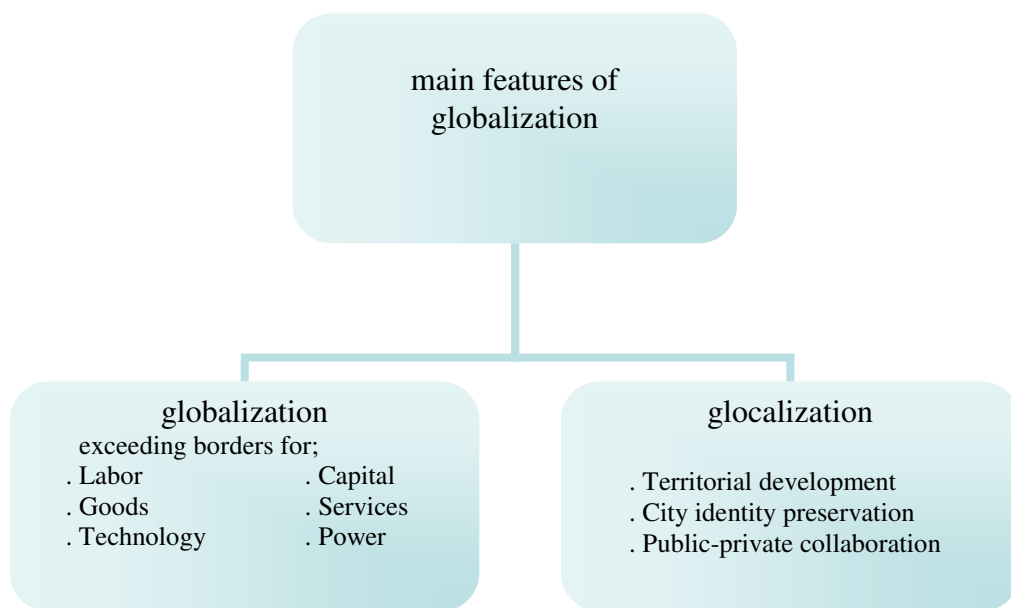 main features of
globalization
globalization
exceeding borders for;
. Labor . Capital
. Goods . Services
. Technology . Power
glocalization
. Territorial development
. City identity preservation
. Public-private collaboration